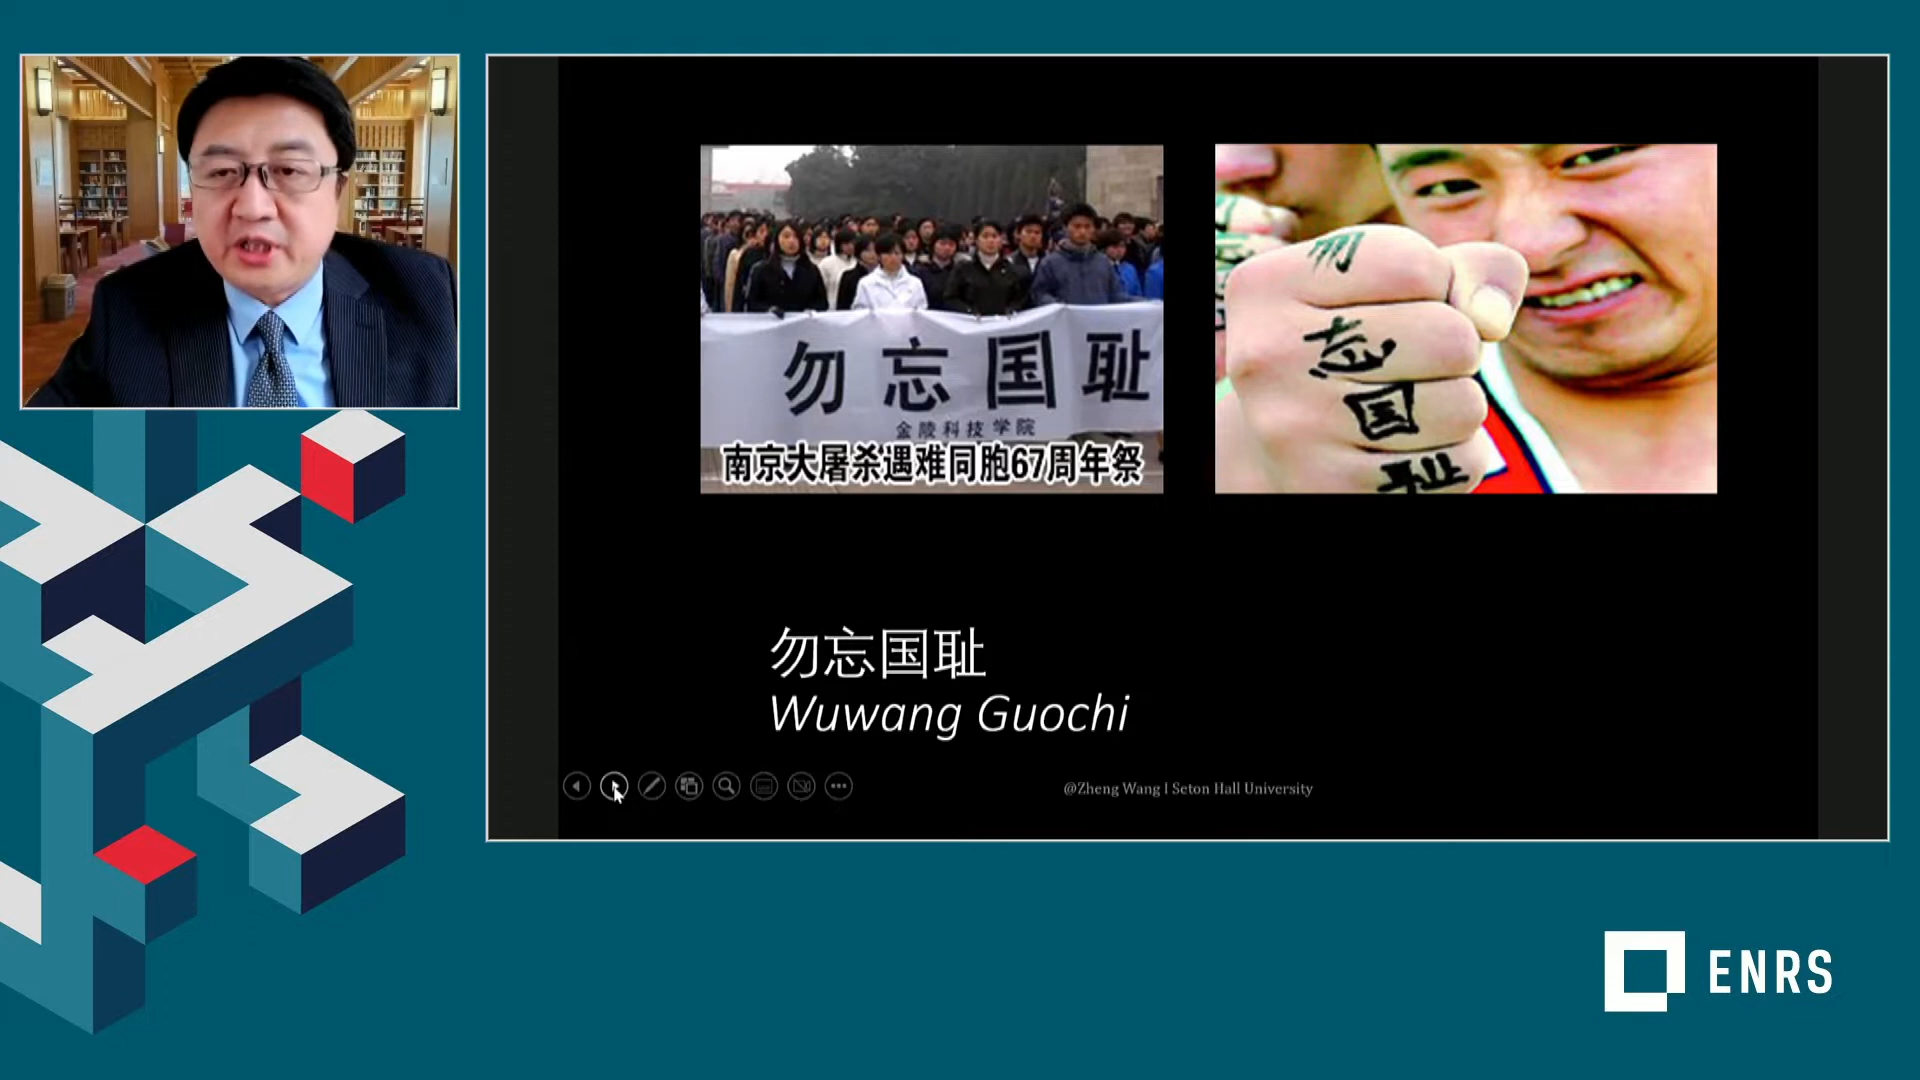 勿忘国耻
金陵科技学院
南京大屠杀遇难同胞67周年祭
勿
忘
国
耻
勿忘国耻
Wuwang Guochi
@Zheng Wang I Seton Hall University
ENRS